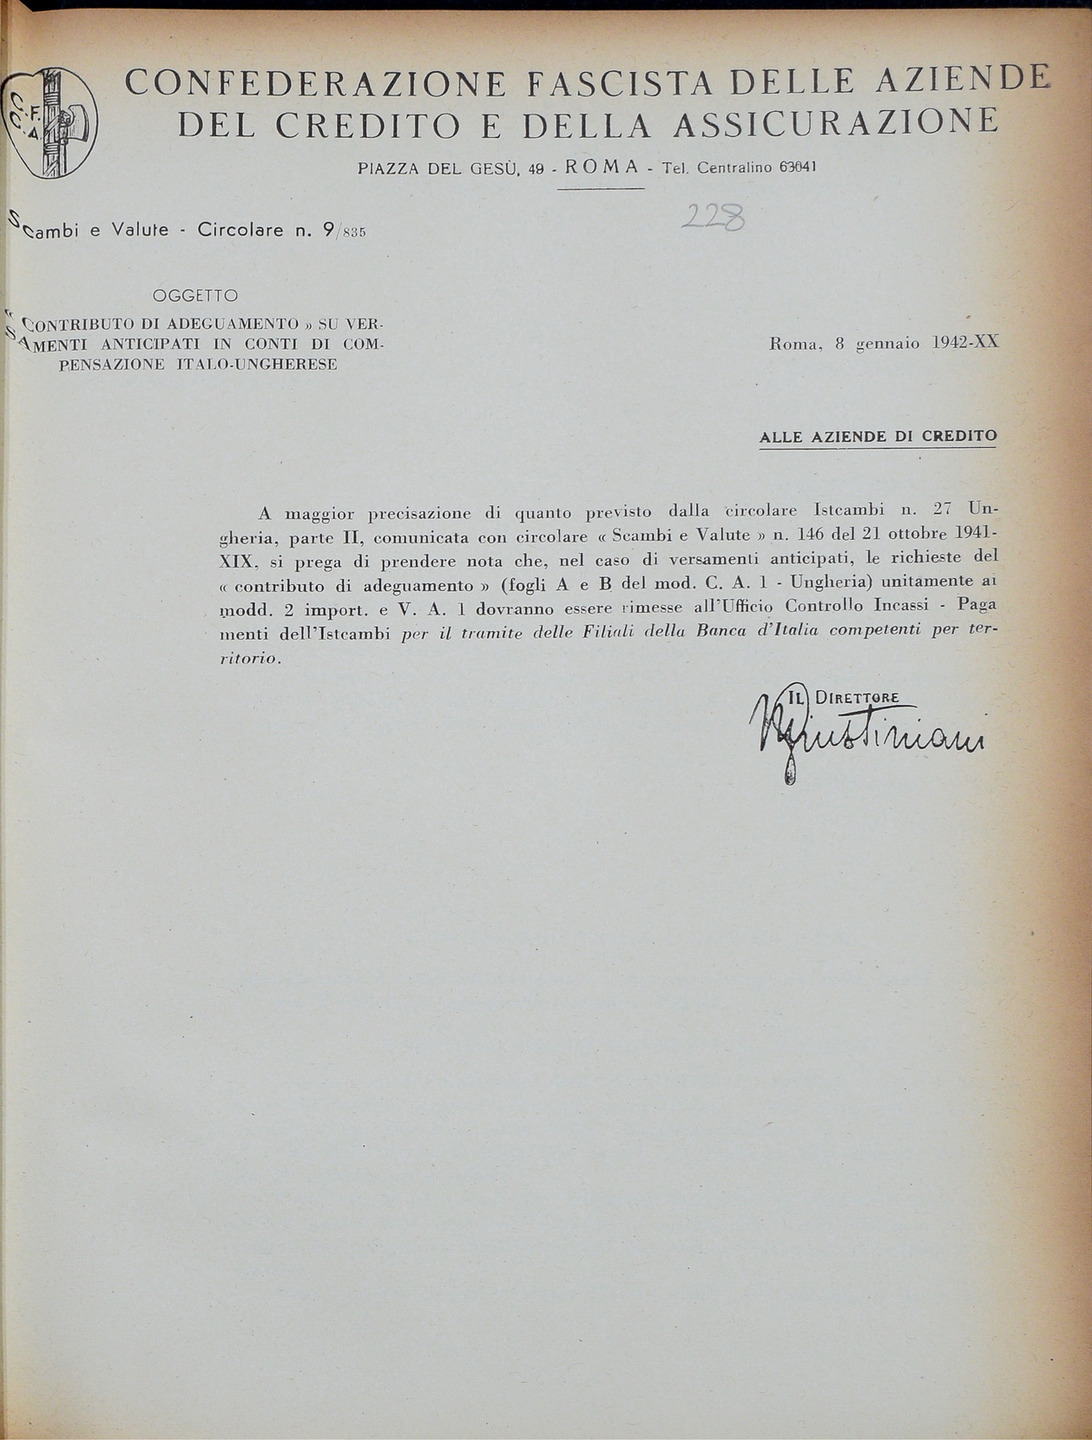 C. F.
C. A.
CONFEDERAZIONE FASCISTA DELLE AZIENDE
DEL CREDITO E DELLA ASSICURAZIONE
PIAZZA DEL GESÙ, 49 - ROMA - Tel. Centralino 63041
228
Scambi e Valute - Circolare n. 9/835
OGGETTO
« CONTRIBUTO DI ADEGUAMENTO » SU VER-
SAMENTI ANTICIPATI IN CONTI DI COM-
PENSAZIONE ITALO-UNGHERESE
Roma, 8 gennaio 1942-XX
ALLE AZIENDE DI CREDITO
A maggior precisazione di quanto previsto dalla circolare Istcambi n. 27 Un-
gheria, parte II, comunicata con circolare « Scambi e Valute » n. 146 del 21 ottobre 1941-
XIX, si prega di prendere nota che, nel caso di versamenti anticipati, le richieste del
« contributo di adeguamento » (fogli A e B del mod. C. A. 1 - Ungheria) unitamente ai
modd. 2 import. e V. A. 1 dovranno essere rimesse all'Ufficio Controllo Incassi - Paga
menti dell'Istcambi per il tramite delle Filiali della Banca d'Italia competenti per ter-
ritorio.
IL DIRETTORE
Giustiniani